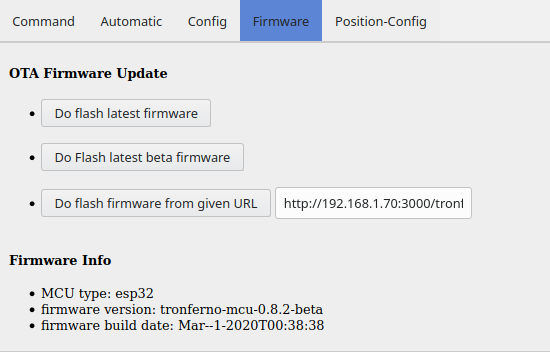 Command Automatic Config Firmware Position-Config
OTA Firmware Update
Do flash latest firmware
Do Flash latest beta firmware
Do flash firmware from given URL http://192.168.1.70:3000/tronf
Firmware Info
MCU type: esp32
firmware version: tronferno-mcu-0.8.2-beta
firmware build date: Mar--1-2020T00:38:38